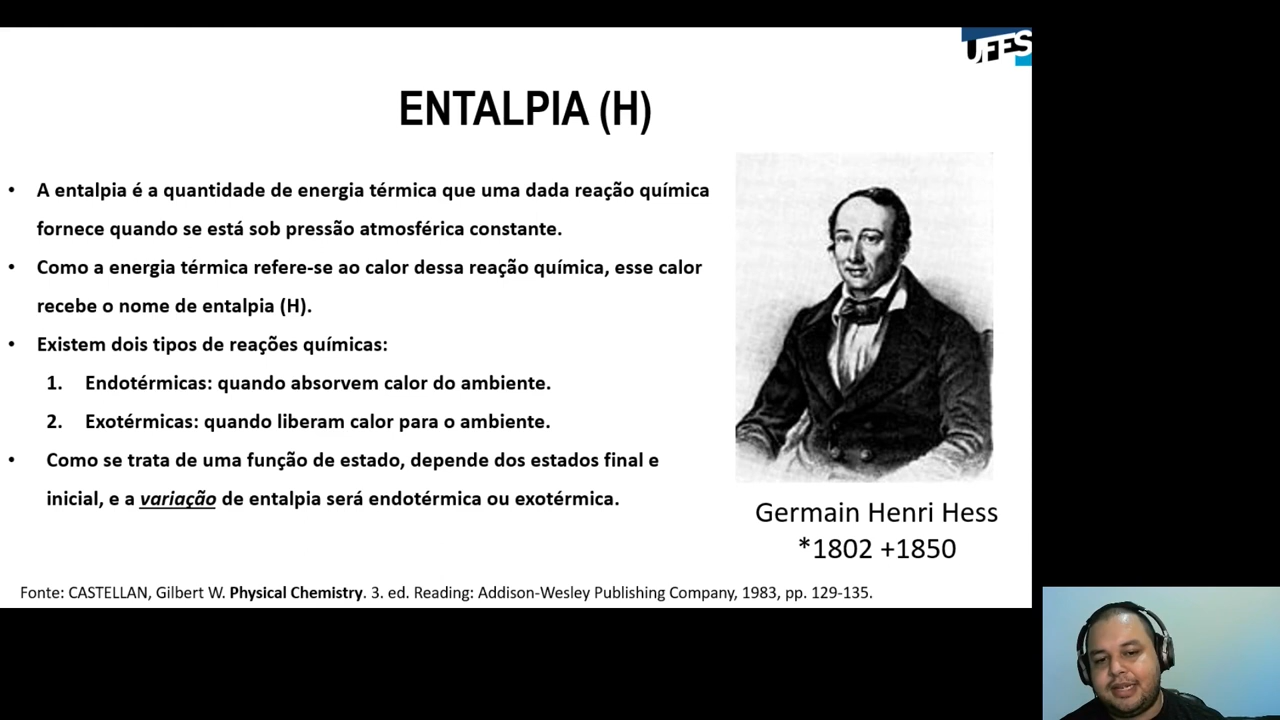 UFES
ENTALPIA (H)
• A entalpia é a quantidade de energia térmica que uma dada reação química
fornece quando se está sob pressão atmosférica constante.
• Como a energia térmica refere-se ao calor dessa reação química, esse calor
recebe o nome de entalpia (H).
• Existem dois tipos de reações químicas:
1. Endotérmicas: quando absorvem calor do ambiente.
2. Exotérmicas: quando liberam calor para o ambiente.
• Como se trata de uma função de estado, depende dos estados final e
inicial, e a variação de entalpia será endotérmica ou exotérmica.
Germain Henri Hess
*1802 +1850
Fonte: CASTELLAN, Gilbert W. Physical Chemistry. 3. ed. Reading: Addison-Wesley Publishing Company, 1983, pp. 129-135.